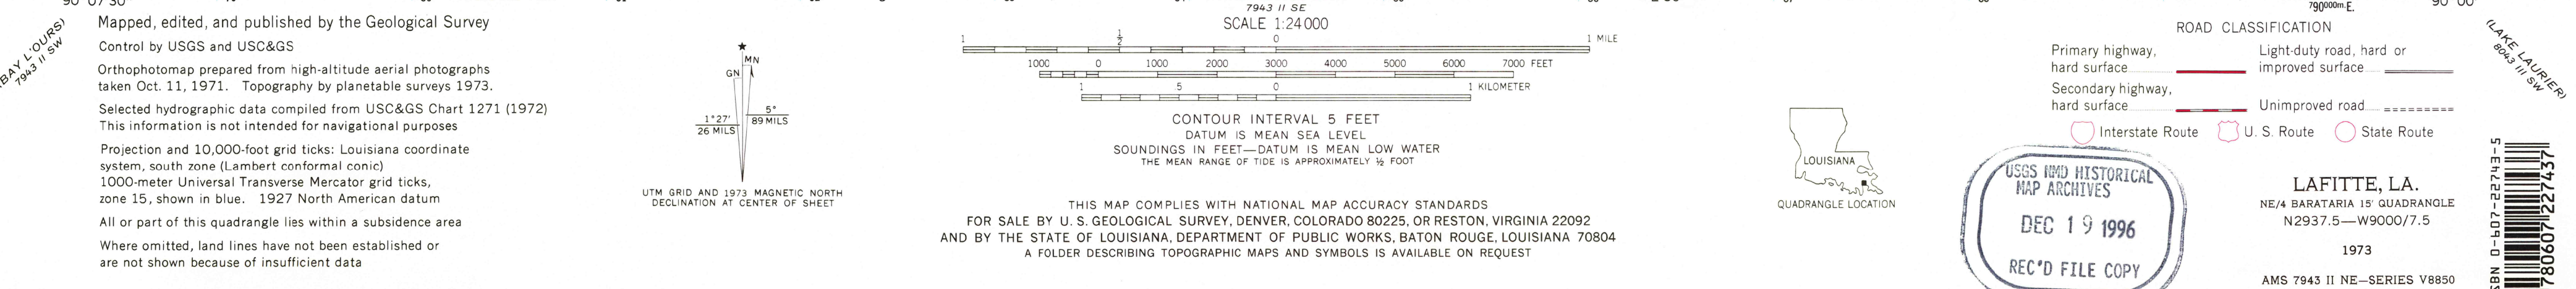 90°07'30"
(BAY L'OURS)
7943 II SW
Mapped, edited, and published by the Geological Survey
Control by USGS and USC&GS
Orthophotomap prepared from high-altitude aerial photographs
taken Oct. 11, 1971. Topography by planetable surveys 1973.
Selected hydrographic data compiled from USC&GS Chart 1271 (1972)
This information is not intended for navigational purposes
Projection and 10,000-foot grid ticks: Louisiana coordinate
system, south zone (Lambert conformal conic)
1000-meter Universal Transverse Mercator grid ticks,
zone 15, shown in blue. 1927 North American datum
All or part of this quadrangle lies within a subsidence area
Where omitted, land lines have not been established or
are not shown because of insufficient data
★
MN
GN
1°27'
26 MILS
5°
89 MILS
UTM GRID AND 1973 MAGNETIC NORTH
DECLINATION AT CENTER OF SHEET
7943 II SE
SCALE 1:24 000
1 ½ 0 1 MILE
1000 0 1000 2000 3000 4000 5000 6000 7000 FEET
1 .5 0 1 KILOMETER
CONTOUR INTERVAL 5 FEET
DATUM IS MEAN SEA LEVEL
SOUNDINGS IN FEET—DATUM IS MEAN LOW WATER
THE MEAN RANGE OF TIDE IS APPROXIMATELY ½ FOOT
THIS MAP COMPLIES WITH NATIONAL MAP ACCURACY STANDARDS
FOR SALE BY U. S. GEOLOGICAL SURVEY, DENVER, COLORADO 80225, OR RESTON, VIRGINIA 22092
AND BY THE STATE OF LOUISIANA, DEPARTMENT OF PUBLIC WORKS, BATON ROUGE, LOUISIANA 70804
A FOLDER DESCRIBING TOPOGRAPHIC MAPS AND SYMBOLS IS AVAILABLE ON REQUEST
LOUISIANA
QUADRANGLE LOCATION
790000m.E.
90°00'
ROAD CLASSIFICATION
Primary highway,
hard surface
Light-duty road, hard or
improved surface
Secondary highway,
hard surface
Unimproved road
Interstate Route U. S. Route State Route
(LAKE LAURIER)
8043 III SW
USGS NMD HISTORICAL
MAP ARCHIVES
DEC 19 1996
REC'D FILE COPY
LAFITTE, LA.
NE/4 BARATARIA 15' QUADRANGLE
N2937.5—W9000/7.5
1973
AMS 7943 II NE—SERIES V8850
SBN 0-607-22743-5
780607227437